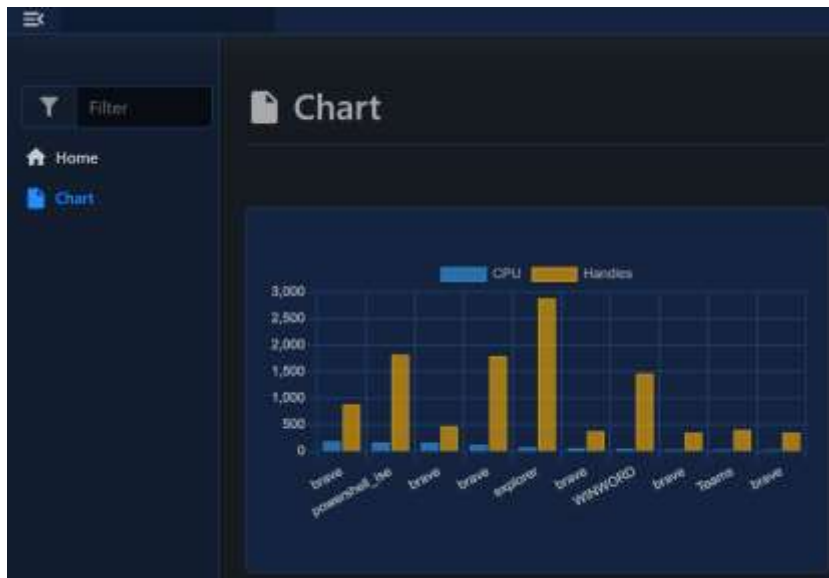 Filter
Chart
Home
Chart
CPU Handles
3,000
2,500
2,000
1,500
1,000
500
0
brave powershell_ise brave brave explorer brave WINWORD brave Teams brave